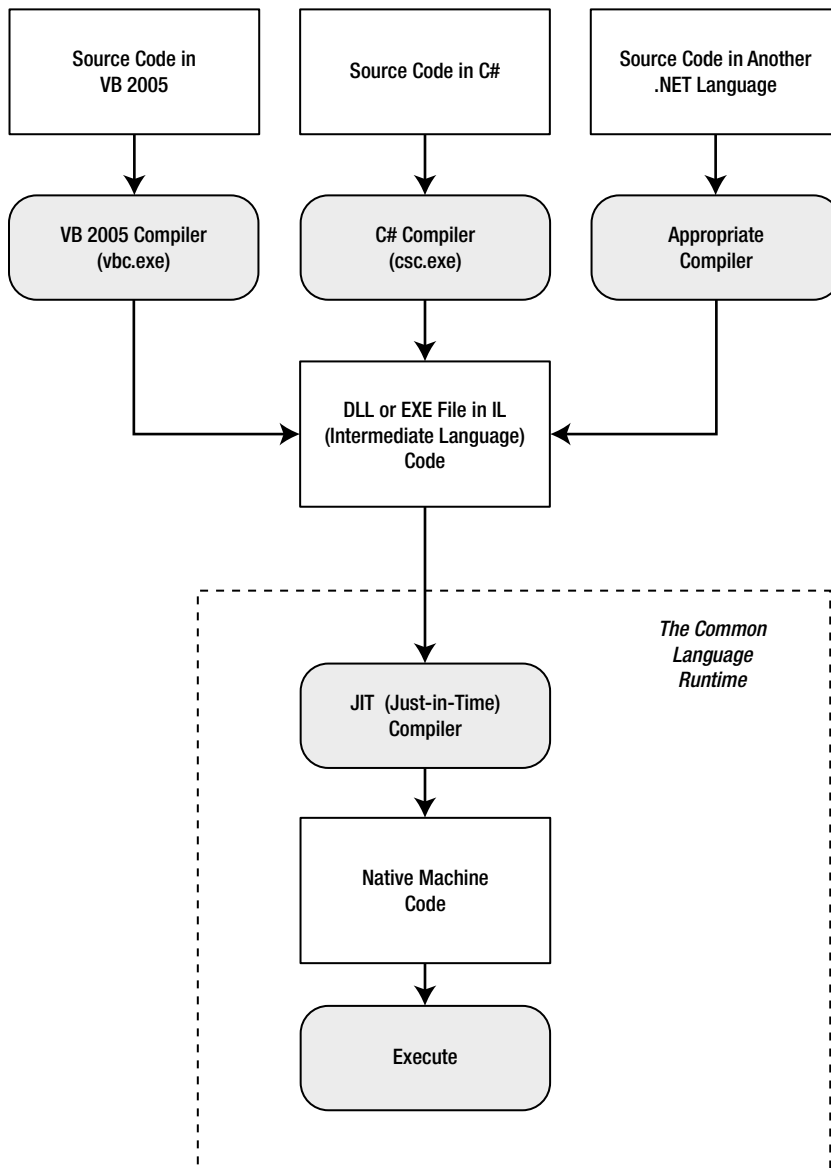 Source Code in
VB 2005
Source Code in C#
Source Code in Another
.NET Language
VB 2005 Compiler
(vbc.exe)
C# Compiler
(csc.exe)
Appropriate
Compiler
DLL or EXE File in IL
(Intermediate Language)
Code
The Common
Language
Runtime
JIT (Just-in-Time)
Compiler
Native Machine
Code
Execute